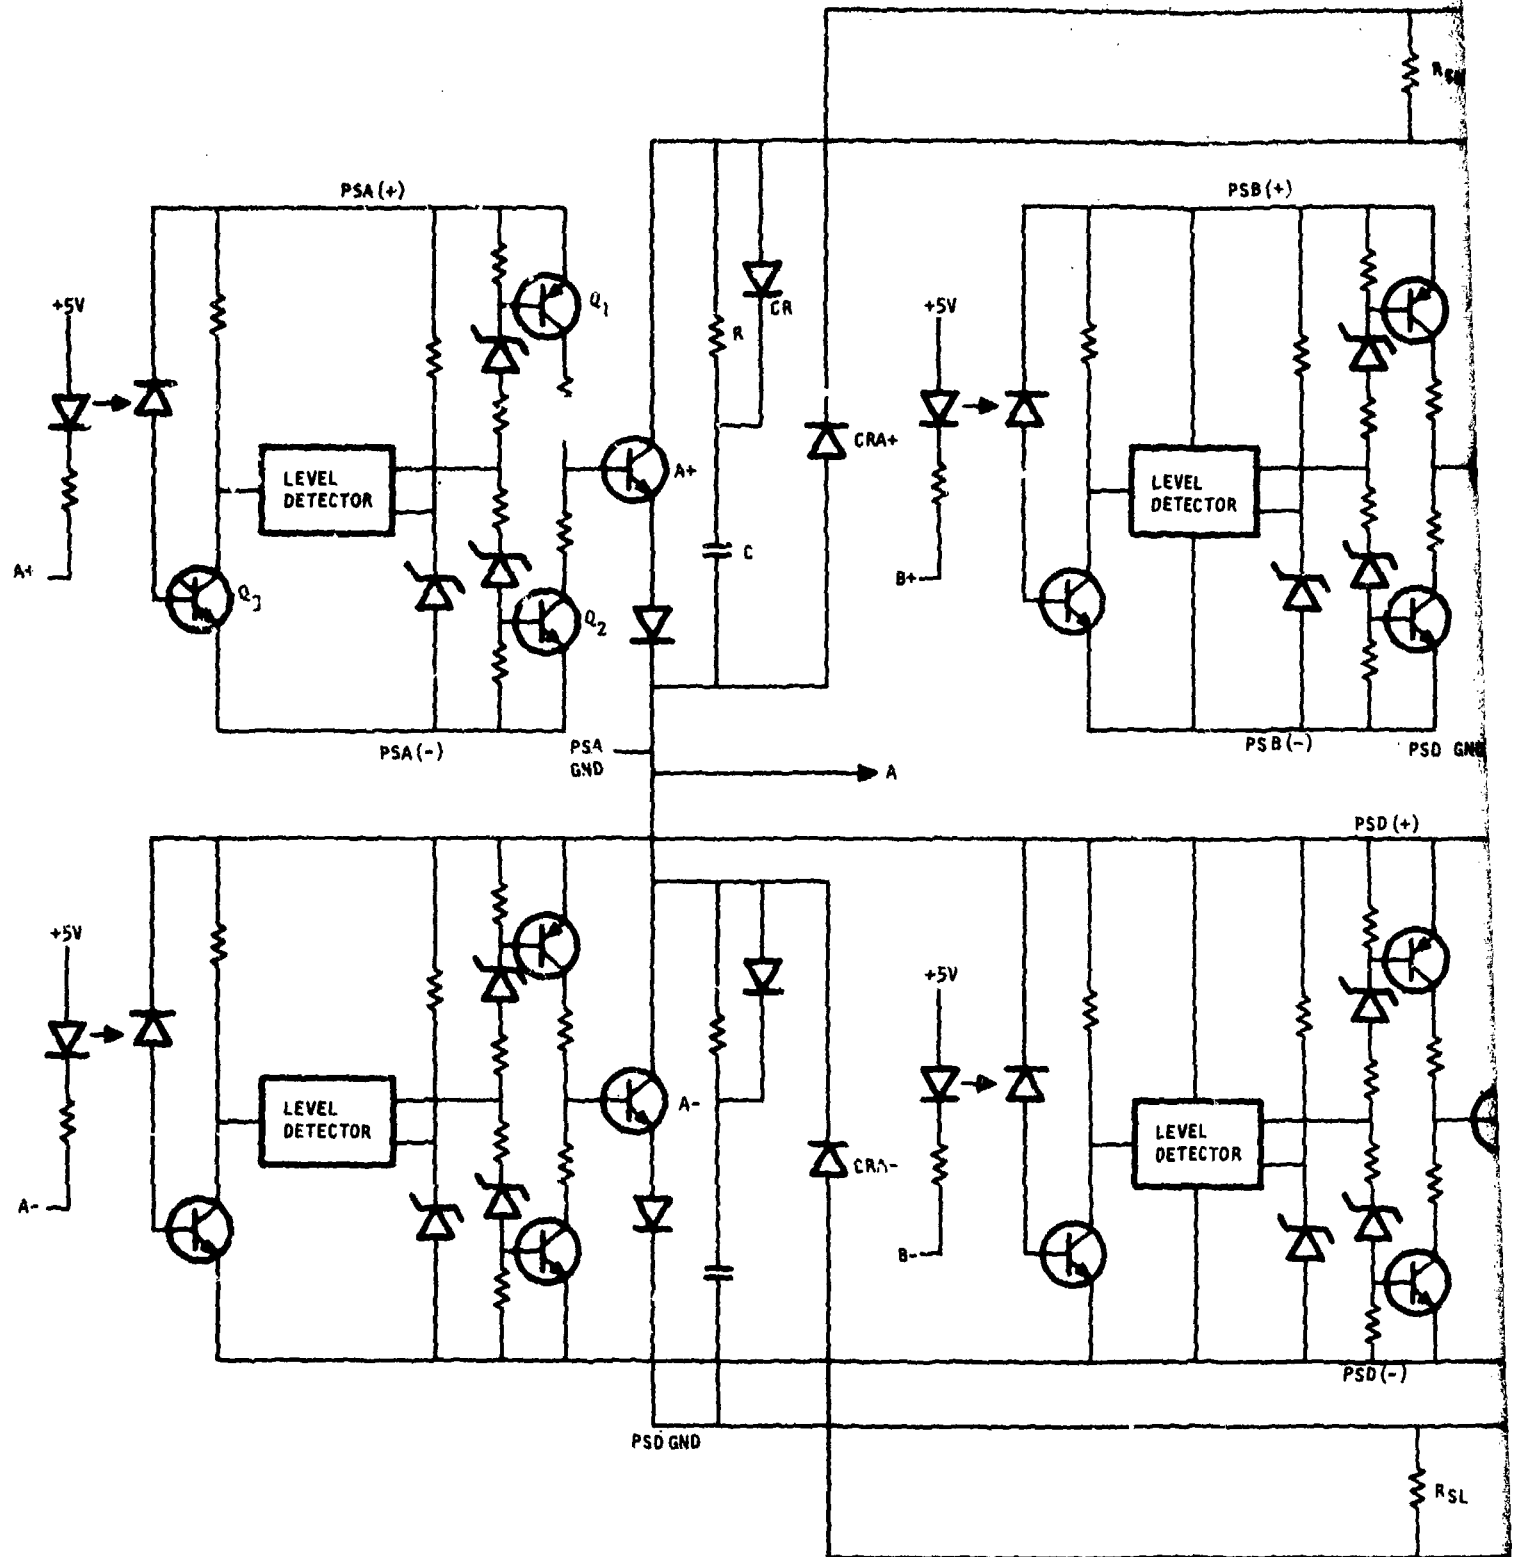 PSA(+)
PSB(+)
+5V
Q1
CR
R
+5V
CRA+
A+
LEVEL
DETECTOR
LEVEL
DETECTOR
C
A+
B+
Q2
PSA(-)
PSA
GND
PSB(-)
PSD GND
A
PSD(+)
+5V
+5V
LEVEL
DETECTOR
A-
LEVEL
DETECTOR
CRA-
A-
B-
PSD(-)
PSD GND
RSL